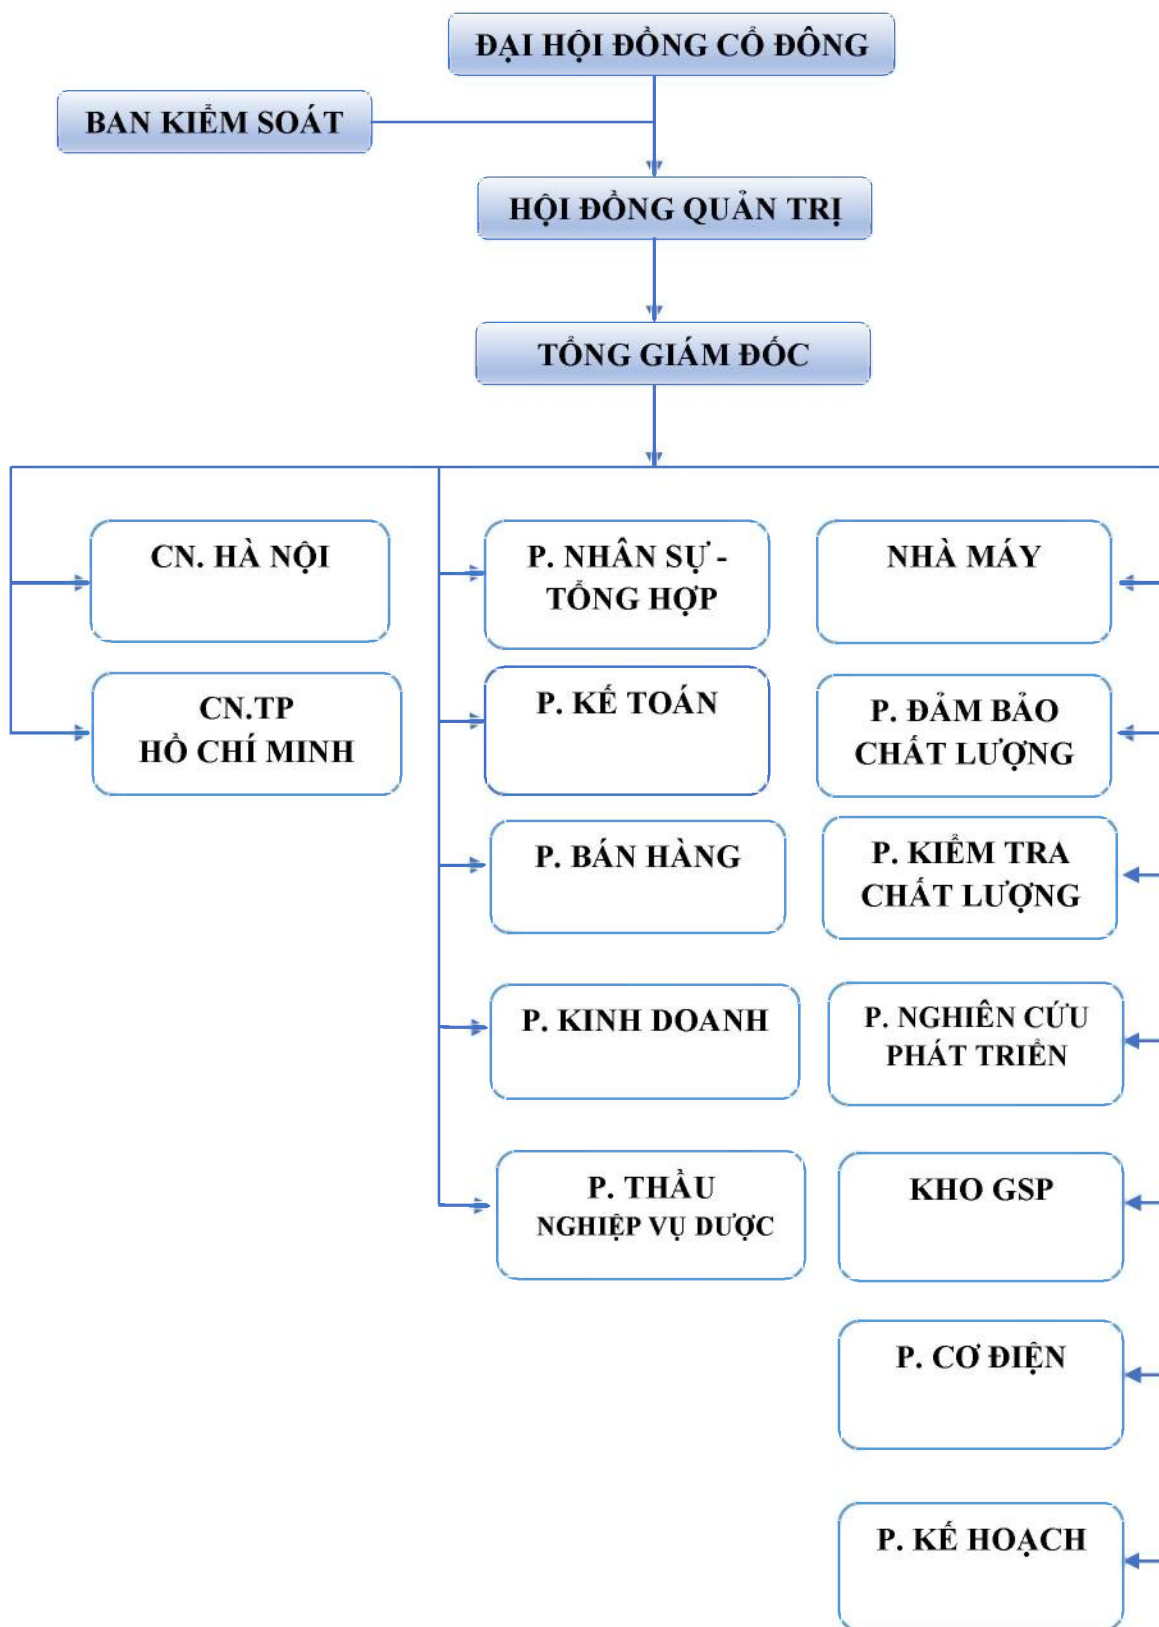 ĐẠI HỘI ĐỒNG CỔ ĐÔNG
BAN KIỂM SOÁT
HỘI ĐỒNG QUẢN TRỊ
TỔNG GIÁM ĐỐC
CN. HÀ NỘI
CN.TP
HỒ CHÍ MINH
P. NHÂN SỰ -
TỔNG HỢP
P. KẾ TOÁN
P. BÁN HÀNG
P. KINH DOANH
P. THẦU
NGHIỆP VỤ DƯỢC
NHÀ MÁY
P. ĐẢM BẢO
CHẤT LƯỢNG
P. KIỂM TRA
CHẤT LƯỢNG
P. NGHIÊN CỨU
PHÁT TRIỂN
KHO GSP
P. CƠ ĐIỆN
P. KẾ HOẠCH